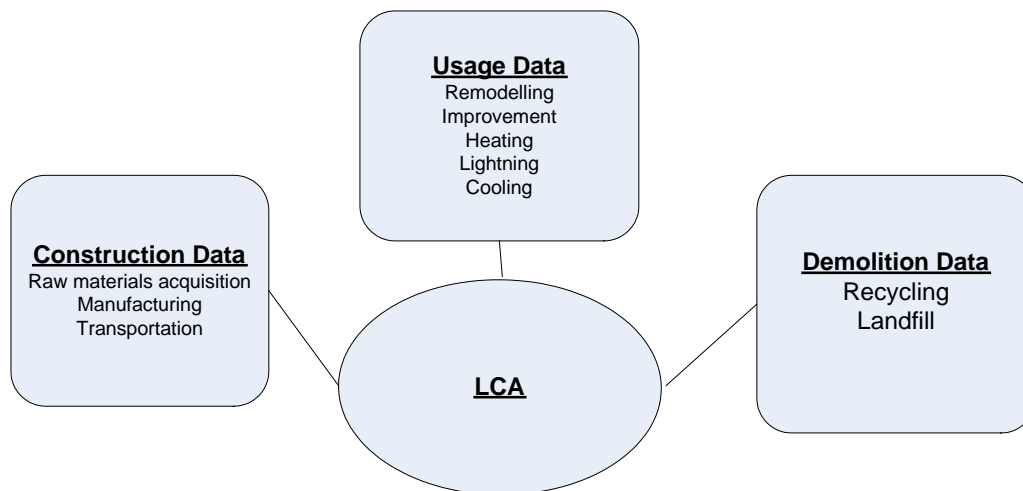 Usage Data
Remodelling
Improvement
Heating
Lightning
Cooling
Construction Data
Raw materials acquisition
Manufacturing
Transportation
Demolition Data
Recycling
Landfill
LCA